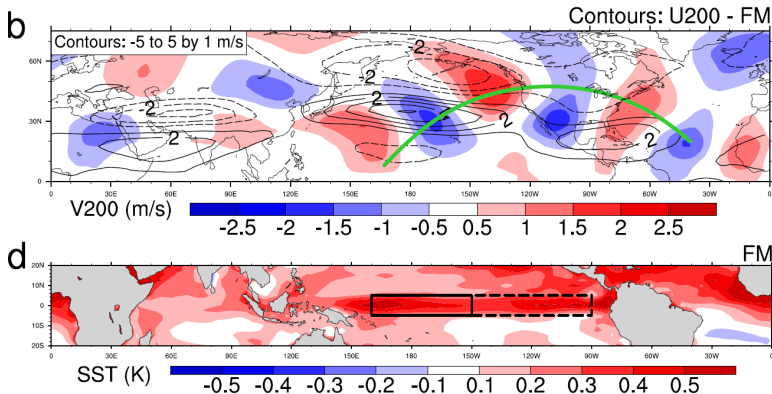 b
Contours: U200 - FM
Contours: -5 to 5 by 1 m/s
-2
-2
2
-2
2
2
2
60N
30N
0
0
30E
60E
90E
120E
150E
180
150W
120W
90W
60W
30W
0
V200 (m/s)
-2.5 -2 -1.5 -1 -0.5 0.5 1 1.5 2 2.5
d
FM
20N
10N
0
10S
20S
0 30E 60E 90E 120E 150E 180 150W 120W 90W 60W 30W 0
SST (K)
-0.5 -0.4 -0.3 -0.2 -0.1 0.1 0.2 0.3 0.4 0.5